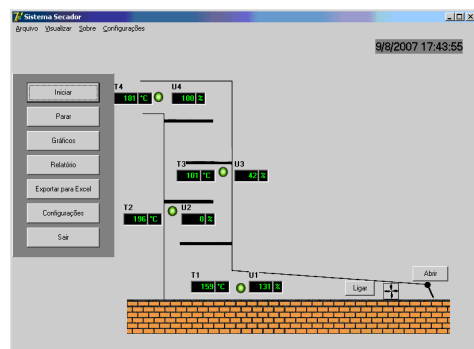 Sistema Secador
Arquivo Visualizar Sobre Configurações
9/8/2007 17:43:55
Iniciar
Parar
Gráficos
Relatório
Exportar para Excel
Configurações
Sair
T4 U4
181 °C 100 %
T3 U3
101 °C 42 %
T2 U2
196 °C 0 %
T1 U1
159 °C 131 %
Ligar
Abrir